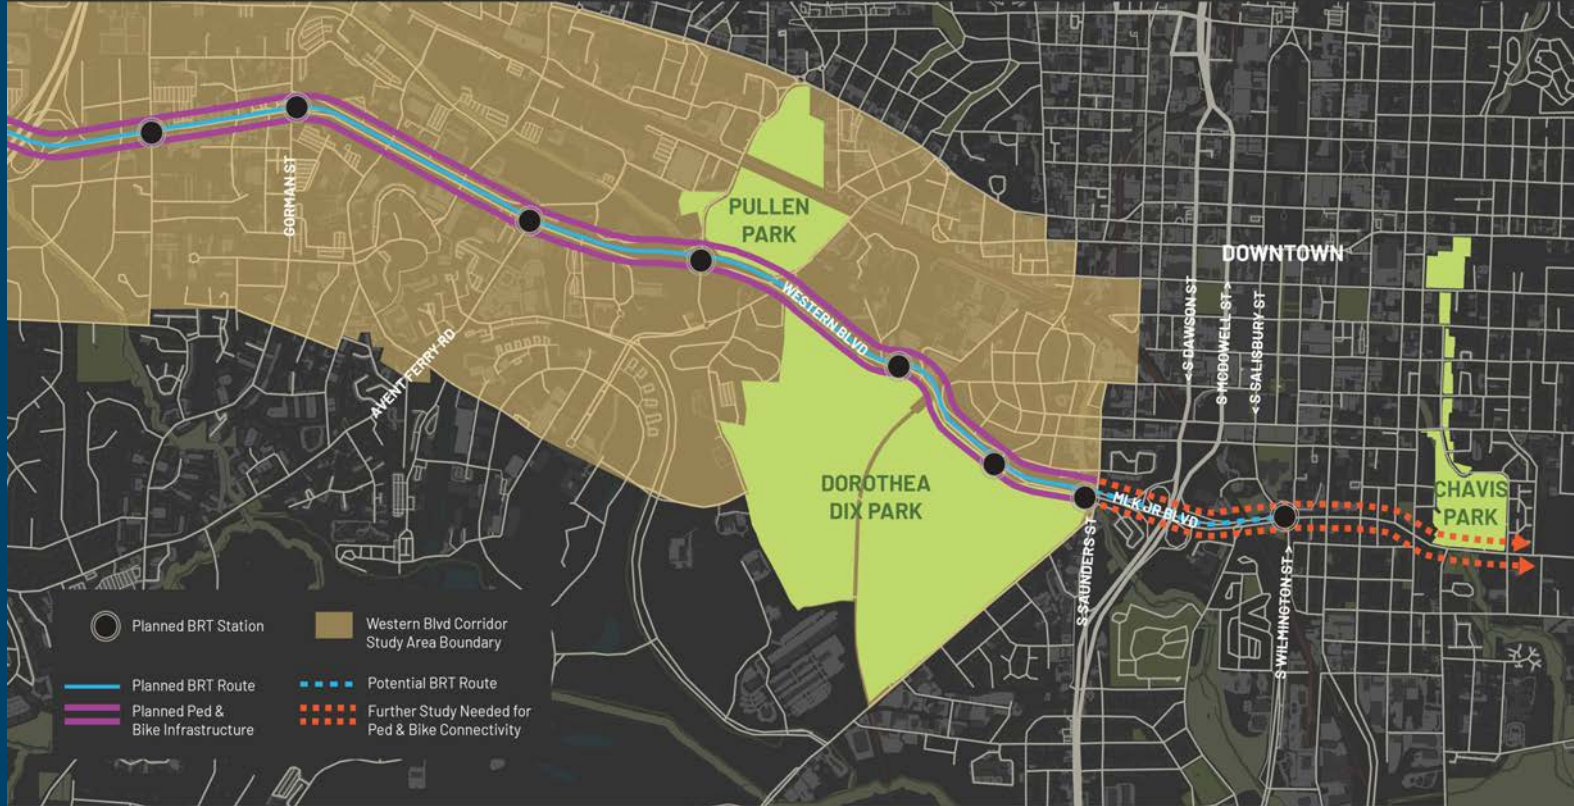 PULLEN
PARK
GORMAN ST
DOWNTOWN
WESTERN BLVD
< S DAWSON ST
S MCDOWELL ST >
< S SALISBURY ST
AVENT FERRY RD
DOROTHEA
DIX PARK
MLK JR BLVD
CHAVIS
PARK
S SAUNDERS ST
S WILMINGTON ST >
Planned BRT Station
Western Blvd Corridor
Study Area Boundary
Planned BRT Route
Potential BRT Route
Planned Ped &
Bike Infrastructure
Further Study Needed for
Ped & Bike Connectivity